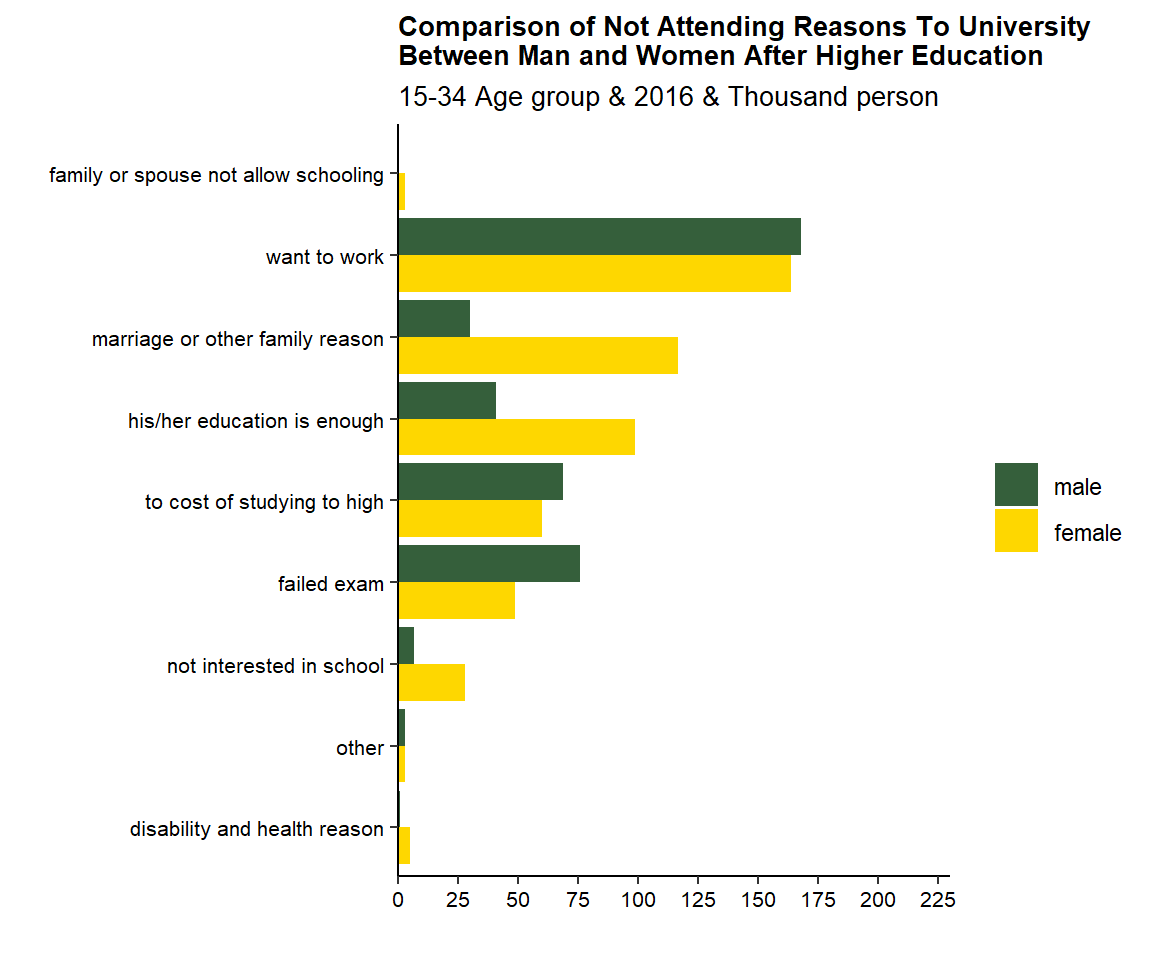 Comparison of Not Attending Reasons To University
Between Man and Women After Higher Education
15-34 Age group & 2016 & Thousand person
family or spouse not allow schooling
want to work
marriage or other family reason
his/her education is enough
to cost of studying to high
failed exam
not interested in school
other
disability and health reason
male
female
0 25 50 75 100 125 150 175 200 225